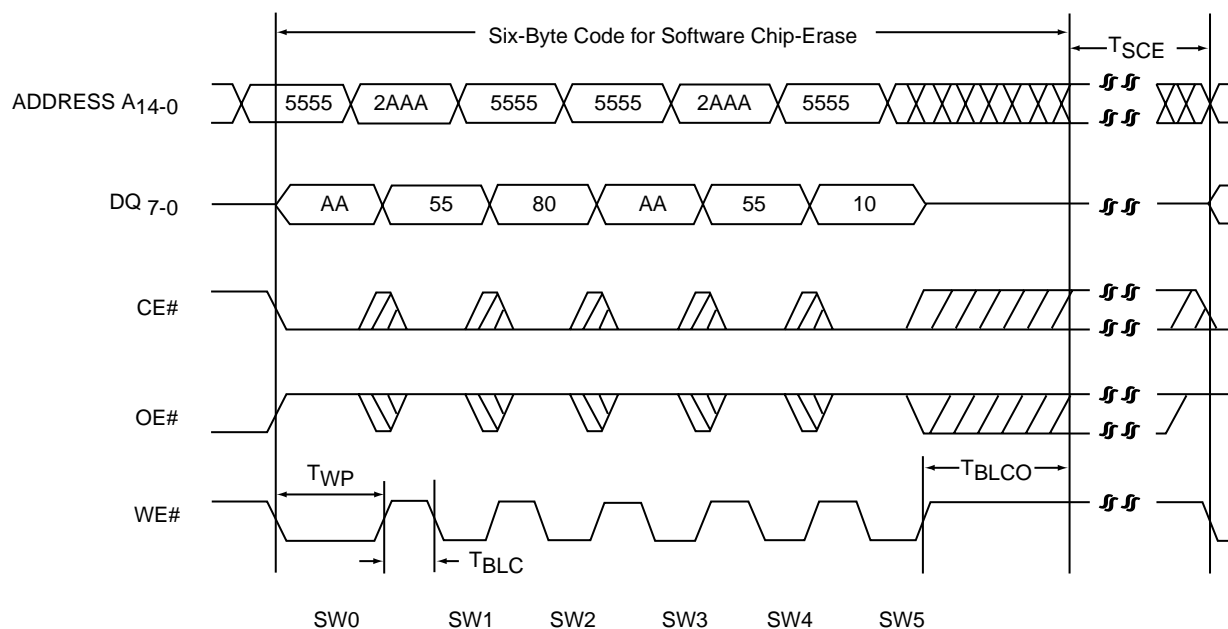 Six-Byte Code for Software Chip-Erase
TSCE
ADDRESS A14-0
5555 2AAA 5555 5555 2AAA 5555
DQ 7-0
AA 55 80 AA 55 10
CE#
OE#
TWP
TBLCO
WE#
TBLC
SW0 SW1 SW2 SW3 SW4 SW5